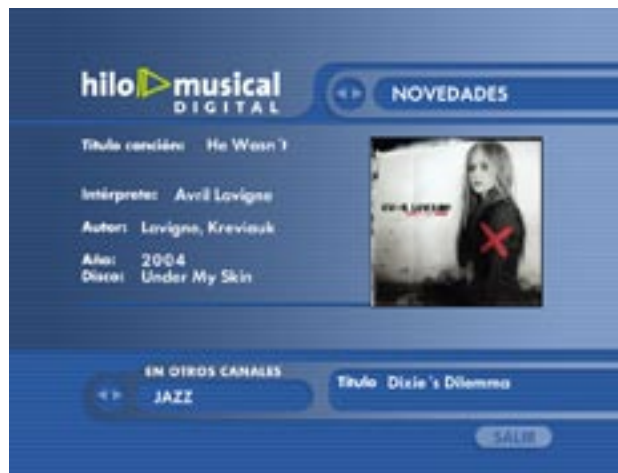 hilo musical
DIGITAL
NOVEDADES
Título canción: He Wasn´t
Intérprete: Avril Lavigne
Autor: Lavigne, Kreviauk
Año: 2004
Disco: Under My Skin
EN OTROS CANALES
JAZZ
Título Dixie´s Dilemma
SALIR